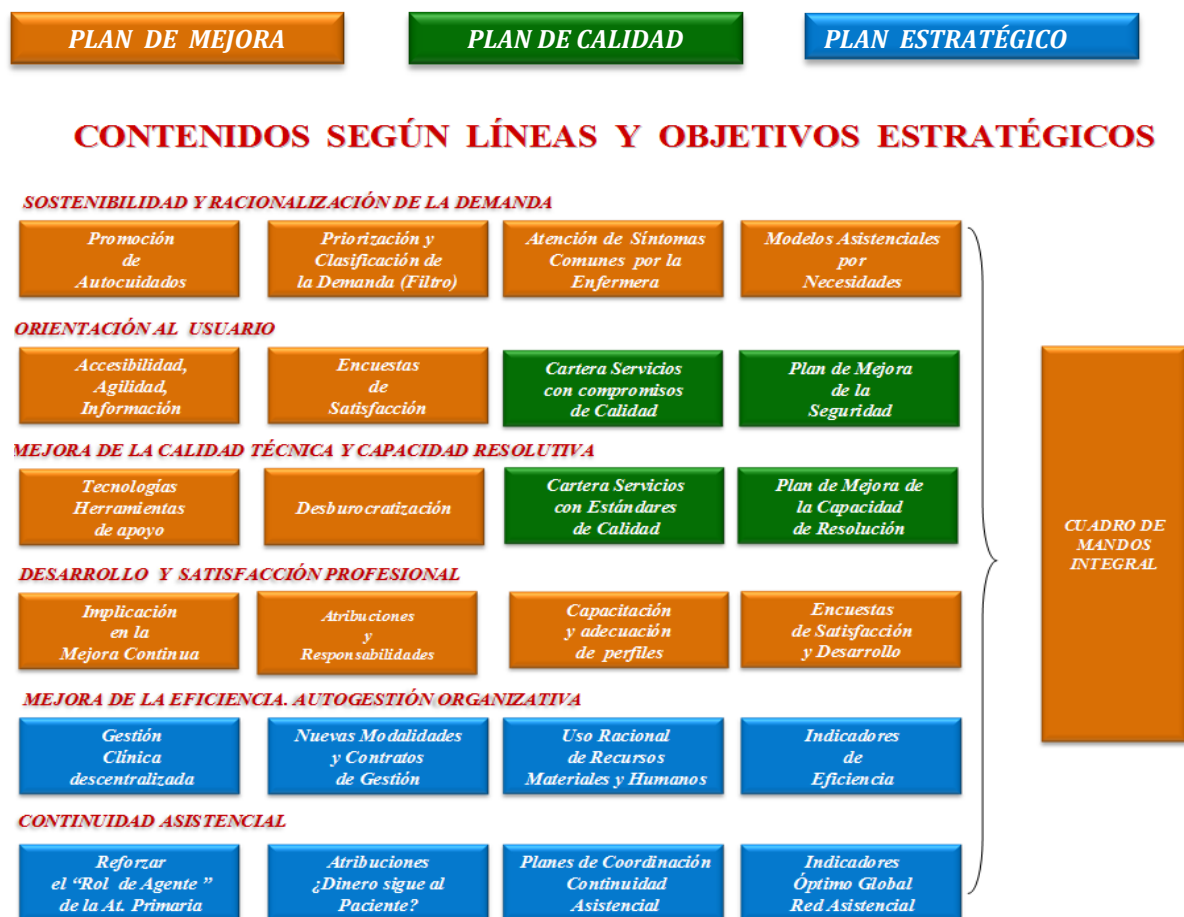 PLAN DE MEJORA
PLAN DE CALIDAD
PLAN ESTRATÉGICO
CONTENIDOS SEGÚN LÍNEAS Y OBJETIVOS ESTRATÉGICOS
SOSTENIBILIDAD Y RACIONALIZACIÓN DE LA DEMANDA
Promoción
de
Autocuidados
Priorización y
Clasificación de
la Demanda (Filtro)
Atención de Síntomas
Comunes por la
Enfermera
Modelos Asistenciales
por
Necesidades
ORIENTACIÓN AL USUARIO
Accesibilidad,
Agilidad,
Información
Encuestas
de
Satisfacción
Cartera Servicios
con compromisos
de Calidad
Plan de Mejora
de la
Seguridad
MEJORA DE LA CALIDAD TÉCNICA Y CAPACIDAD RESOLUTIVA
Tecnologías
Herramientas
de apoyo
Desburocratización
Cartera Servicios
con Estándares
de Calidad
Plan de Mejora de
la Capacidad
de Resolución
DESARROLLO Y SATISFACCIÓN PROFESIONAL
Implicación
en la
Mejora Continua
Atribuciones
y
Responsabilidades
Capacitación
y adecuación
de perfiles
Encuestas
de Satisfacción
y Desarrollo
MEJORA DE LA EFICIENCIA. AUTOGESTIÓN ORGANIZATIVA
Gestión
Clínica
descentralizada
Nuevas Modalidades
y Contratos
de Gestión
Uso Racional
de Recursos
Materiales y Humanos
Indicadores
de
Eficiencia
CONTINUIDAD ASISTENCIAL
Reforzar
el “Rol de Agente ”
de la At. Primaria
Atribuciones
¿Dinero sigue al
Paciente?
Planes de Coordinación
Continuidad
Asistencial
Indicadores
Óptimo Global
Red Asistencial
CUADRO DE
MANDOS
INTEGRAL